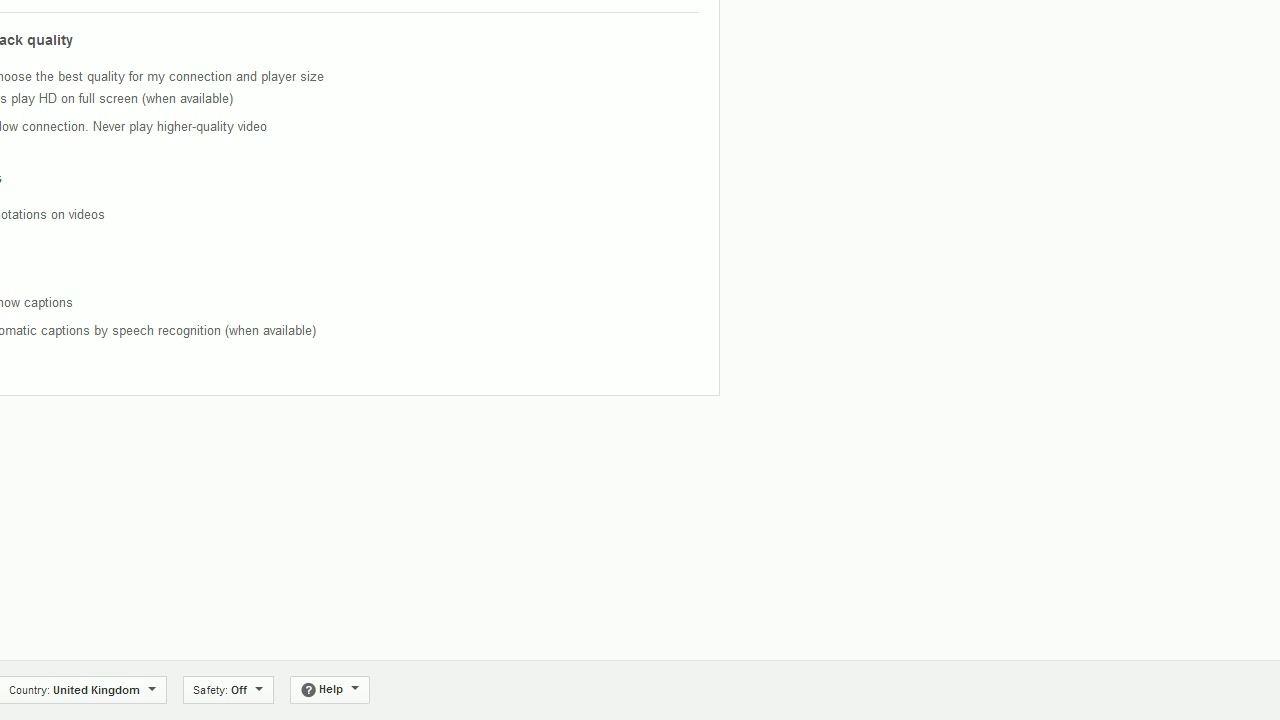 ack quality
hoose the best quality for my connection and player size
s play HD on full screen (when available)
low connection. Never play higher-quality video
s
otations on videos
how captions
omatic captions by speech recognition (when available)
Country: United Kingdom
Safety: Off
? Help